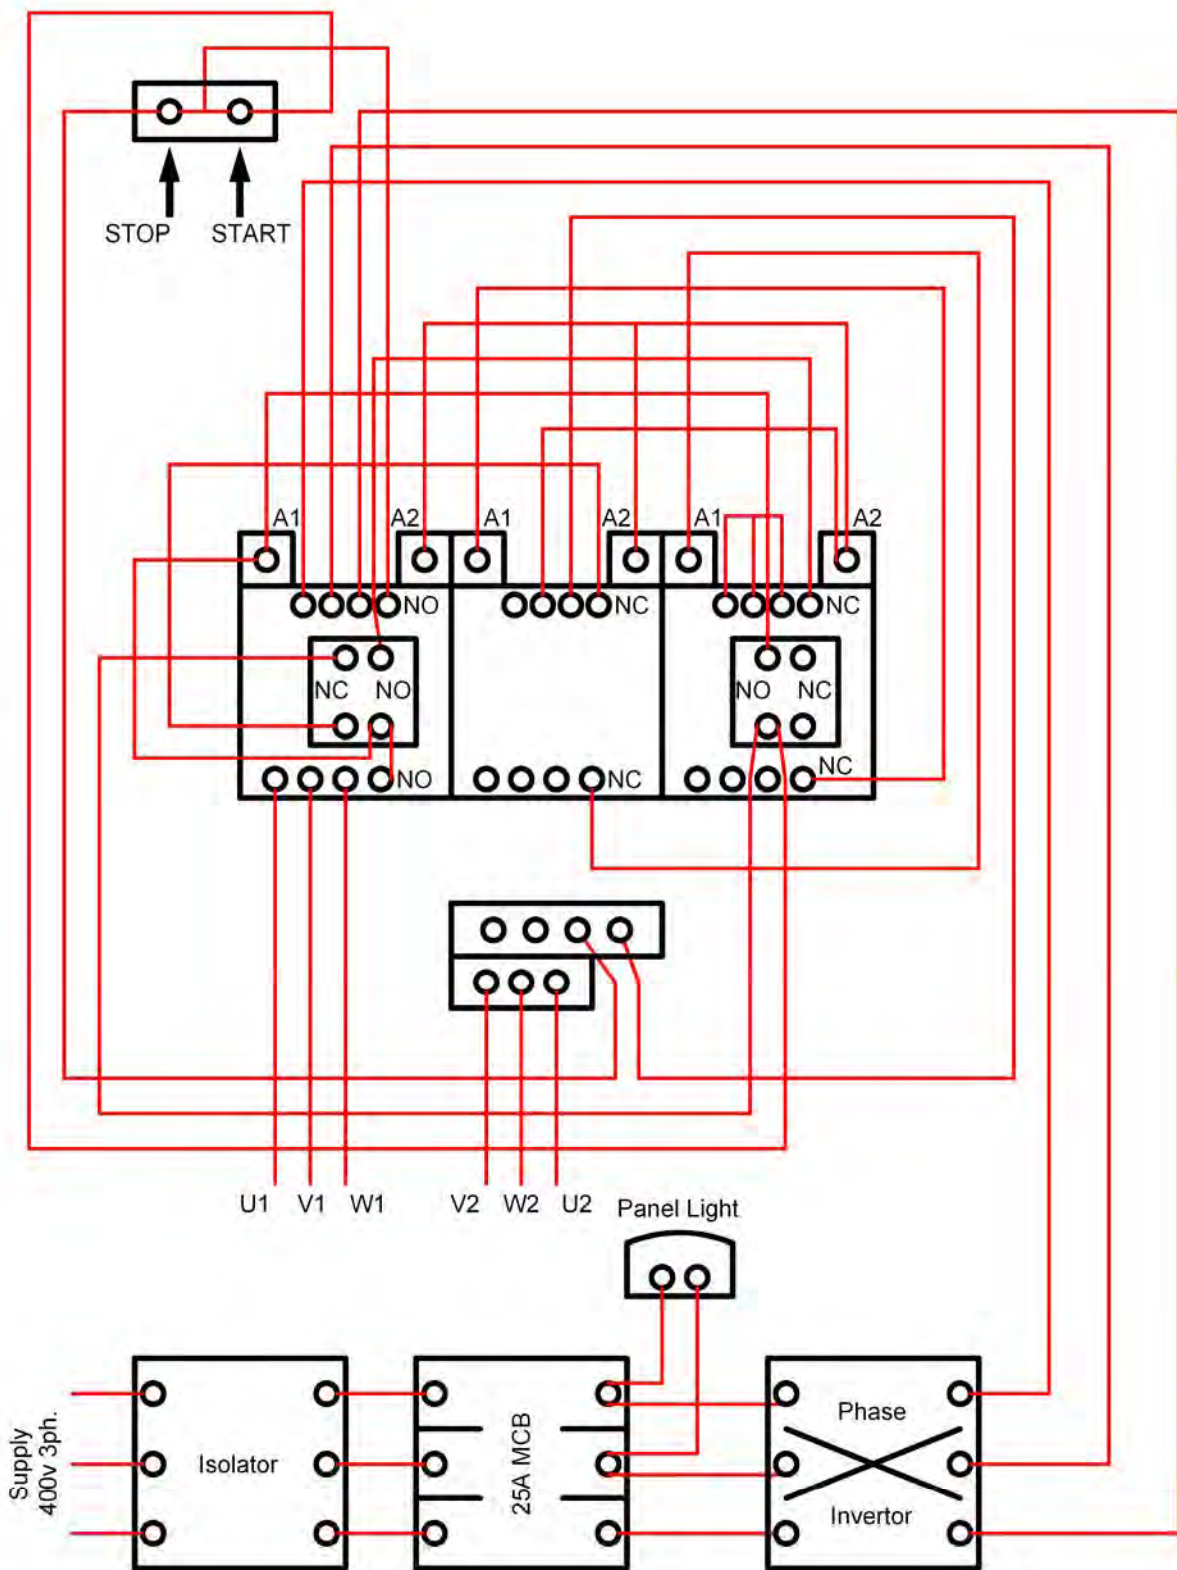 STOP START
A1 A2 A1 A2 A1 A2
NO NC NC
NC NO NO NC
NO NC NC
U1 V1 W1 V2 W2 U2
Panel Light
Supply
400v 3ph.
Isolator
25A MCB
Phase
Invertor